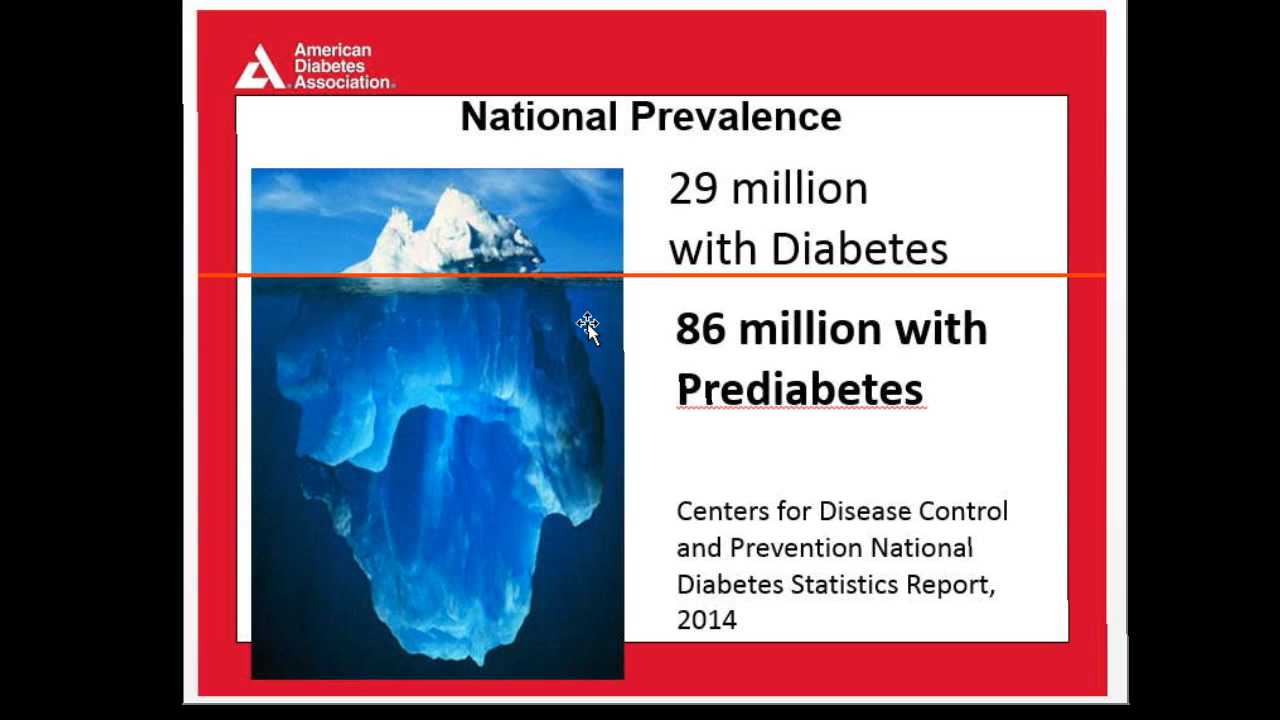 American
Diabetes
Association.
National Prevalence
29 million
with Diabetes
86 million with
Prediabetes
Centers for Disease Control
and Prevention National
Diabetes Statistics Report,
2014